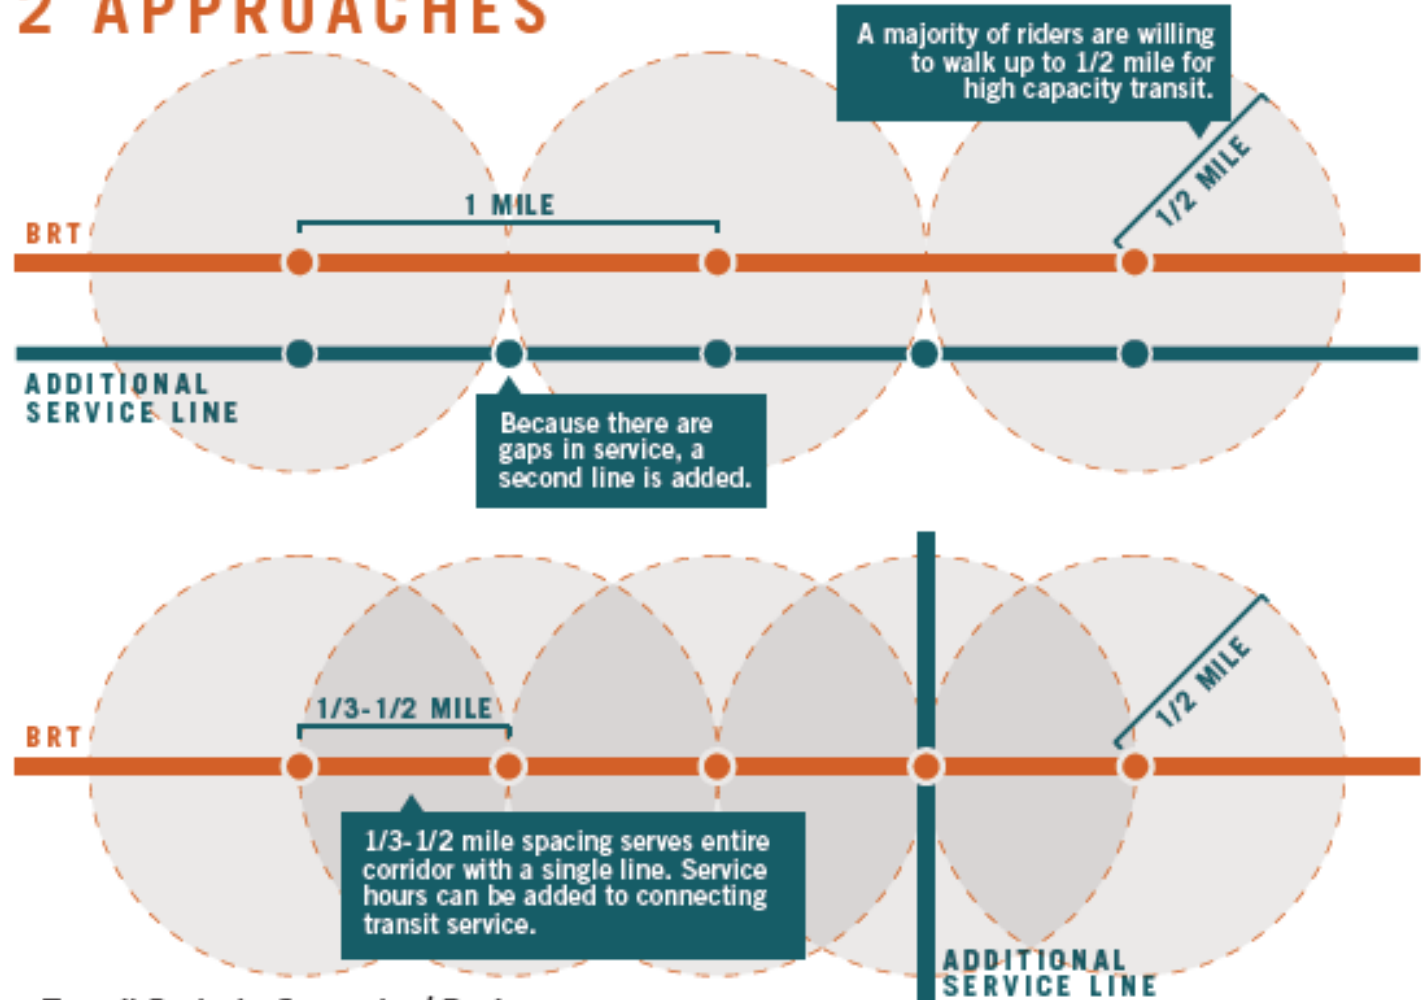 2 APPROACHES
A majority of riders are willing
to walk up to 1/2 mile for
high capacity transit.
1/2 MILE
1 MILE
BRT
ADDITIONAL
SERVICE LINE
Because there are
gaps in service, a
second line is added.
1/2 MILE
1/3-1/2 MILE
BRT
1/3-1/2 mile spacing serves entire
corridor with a single line. Service
hours can be added to connecting
transit service.
ADDITIONAL
SERVICE LINE